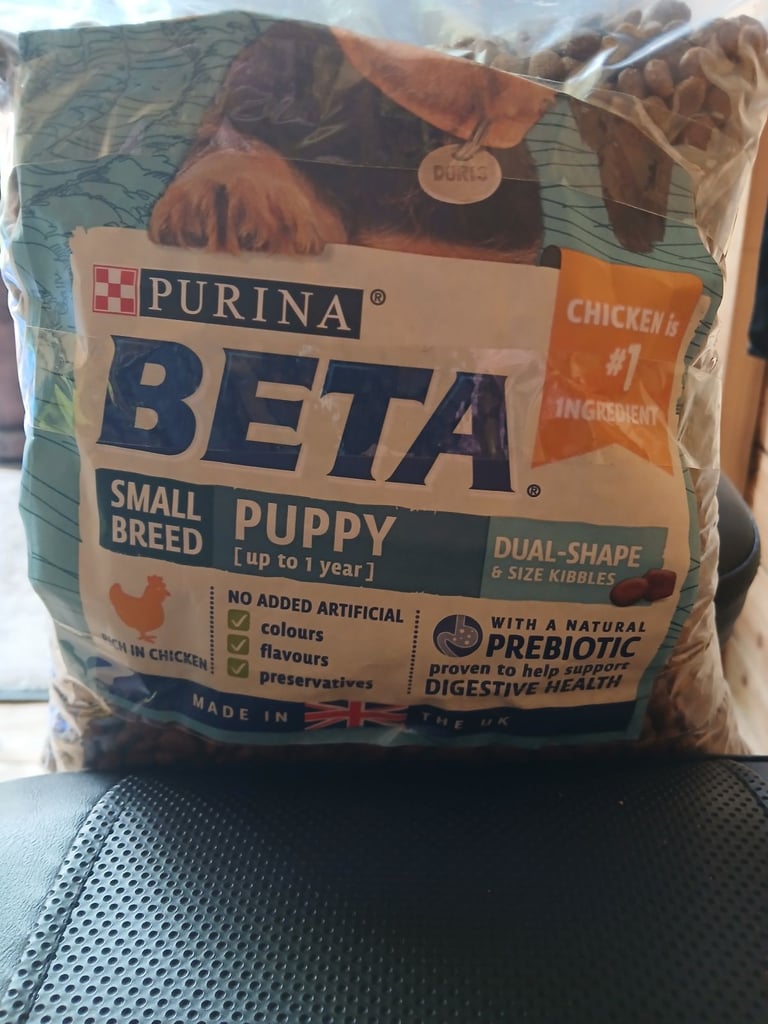 DORIS
PURINA®
BETA®
CHICKEN is
#1
INGREDIENT
SMALL
BREED
PUPPY
[up to 1 year]
DUAL-SHAPE
& SIZE KIBBLES
RICH IN CHICKEN
NO ADDED ARTIFICIAL
colours
flavours
preservatives
WITH A NATURAL
PREBIOTIC
proven to help support
DIGESTIVE HEALTH
MADE IN THE UK